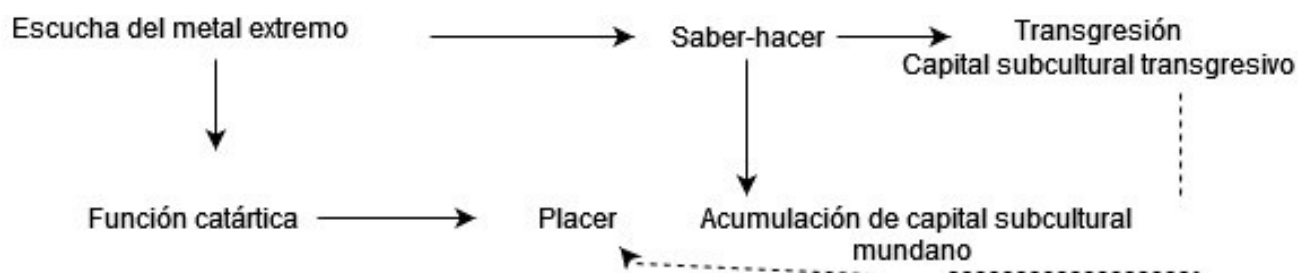 Escucha del metal extremo
Saber-hacer
Transgresión
Capital subcultural transgresivo
Función catártica
Placer
Acumulación de capital subcultural
mundano